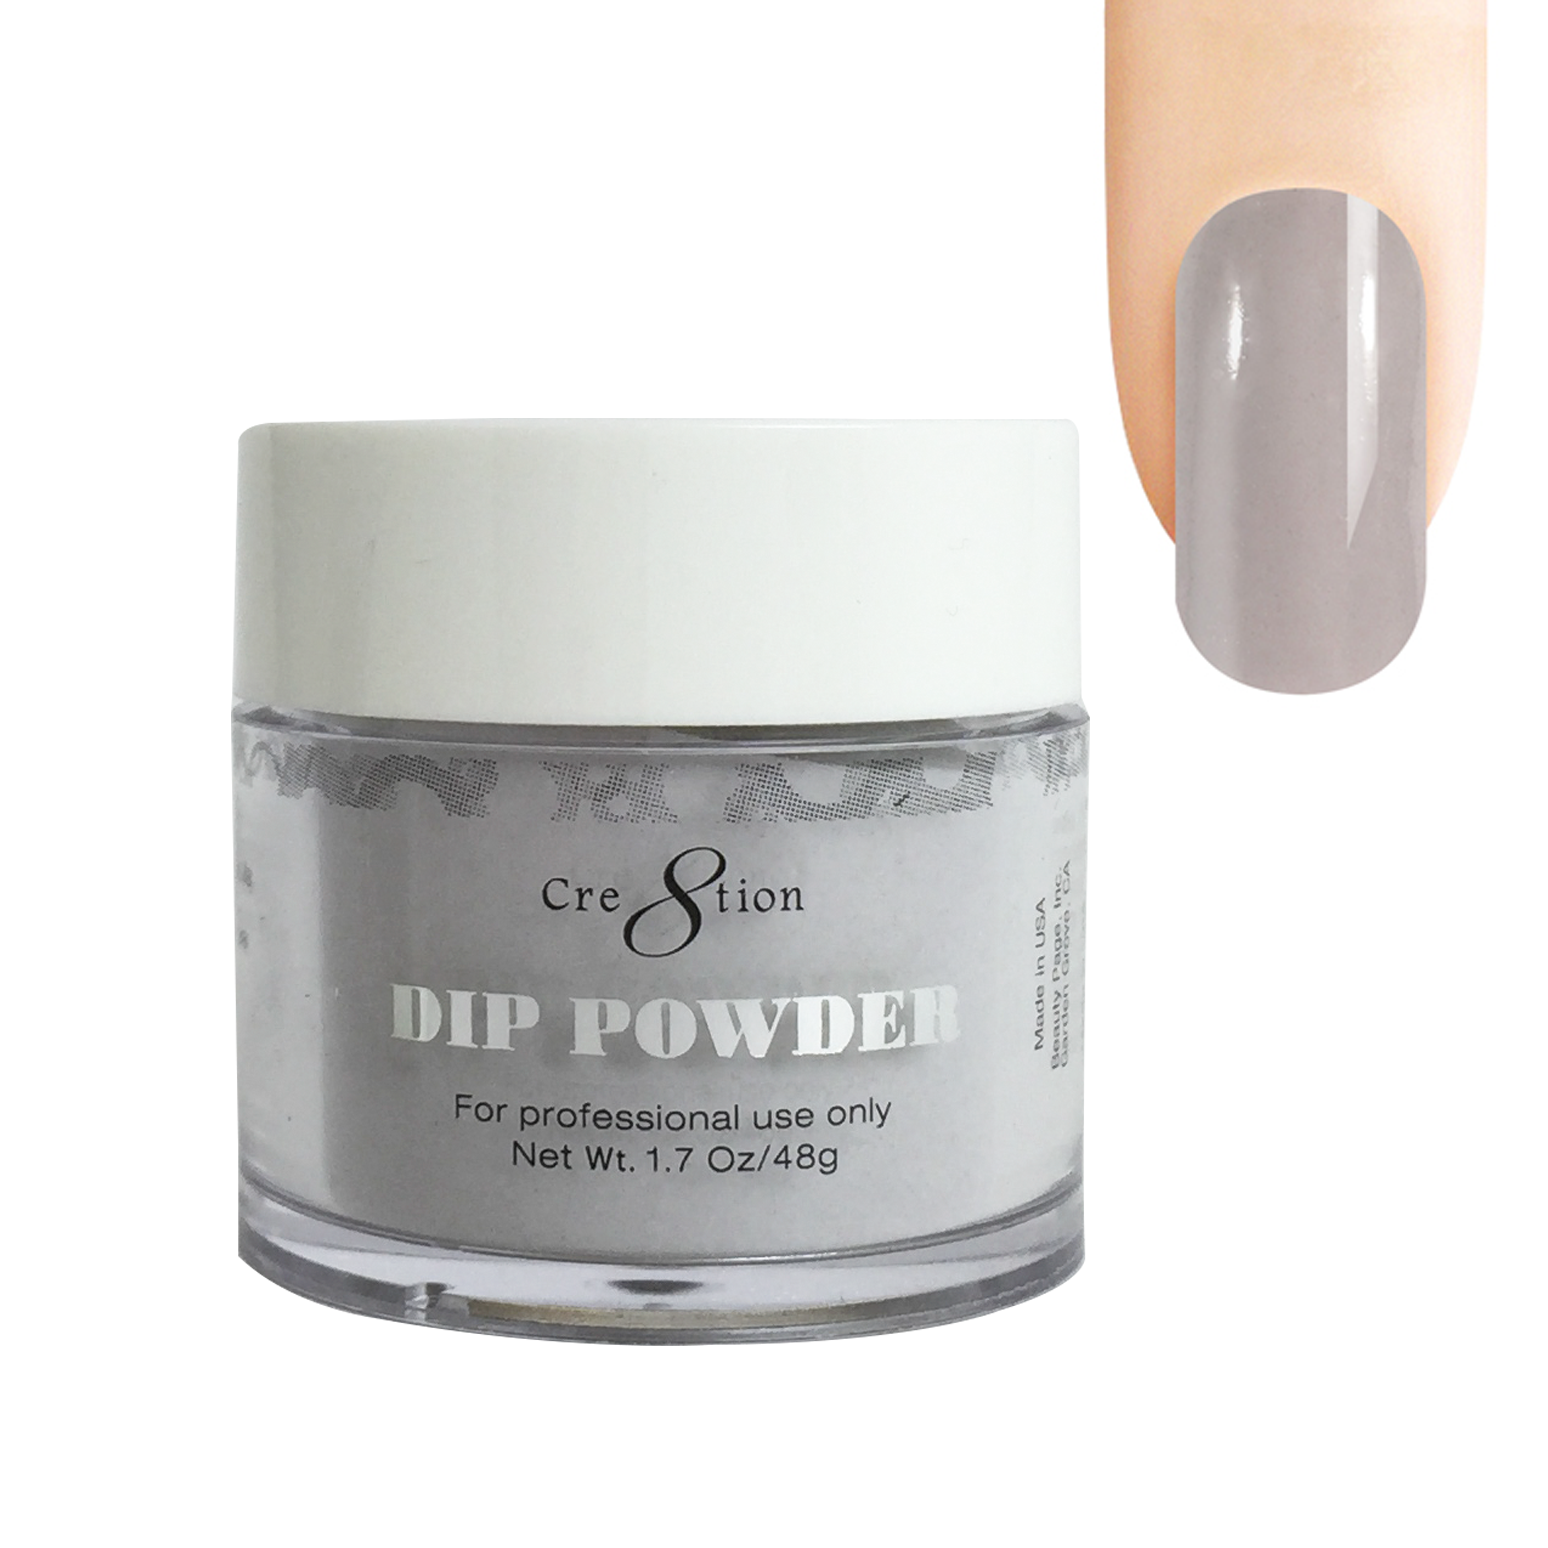 Cre8tion
DIP POWDER
For professional use only
Net Wt. 1.7 Oz/48g
Made in USA
Beauty Page, Inc.
Garden Grove, CA